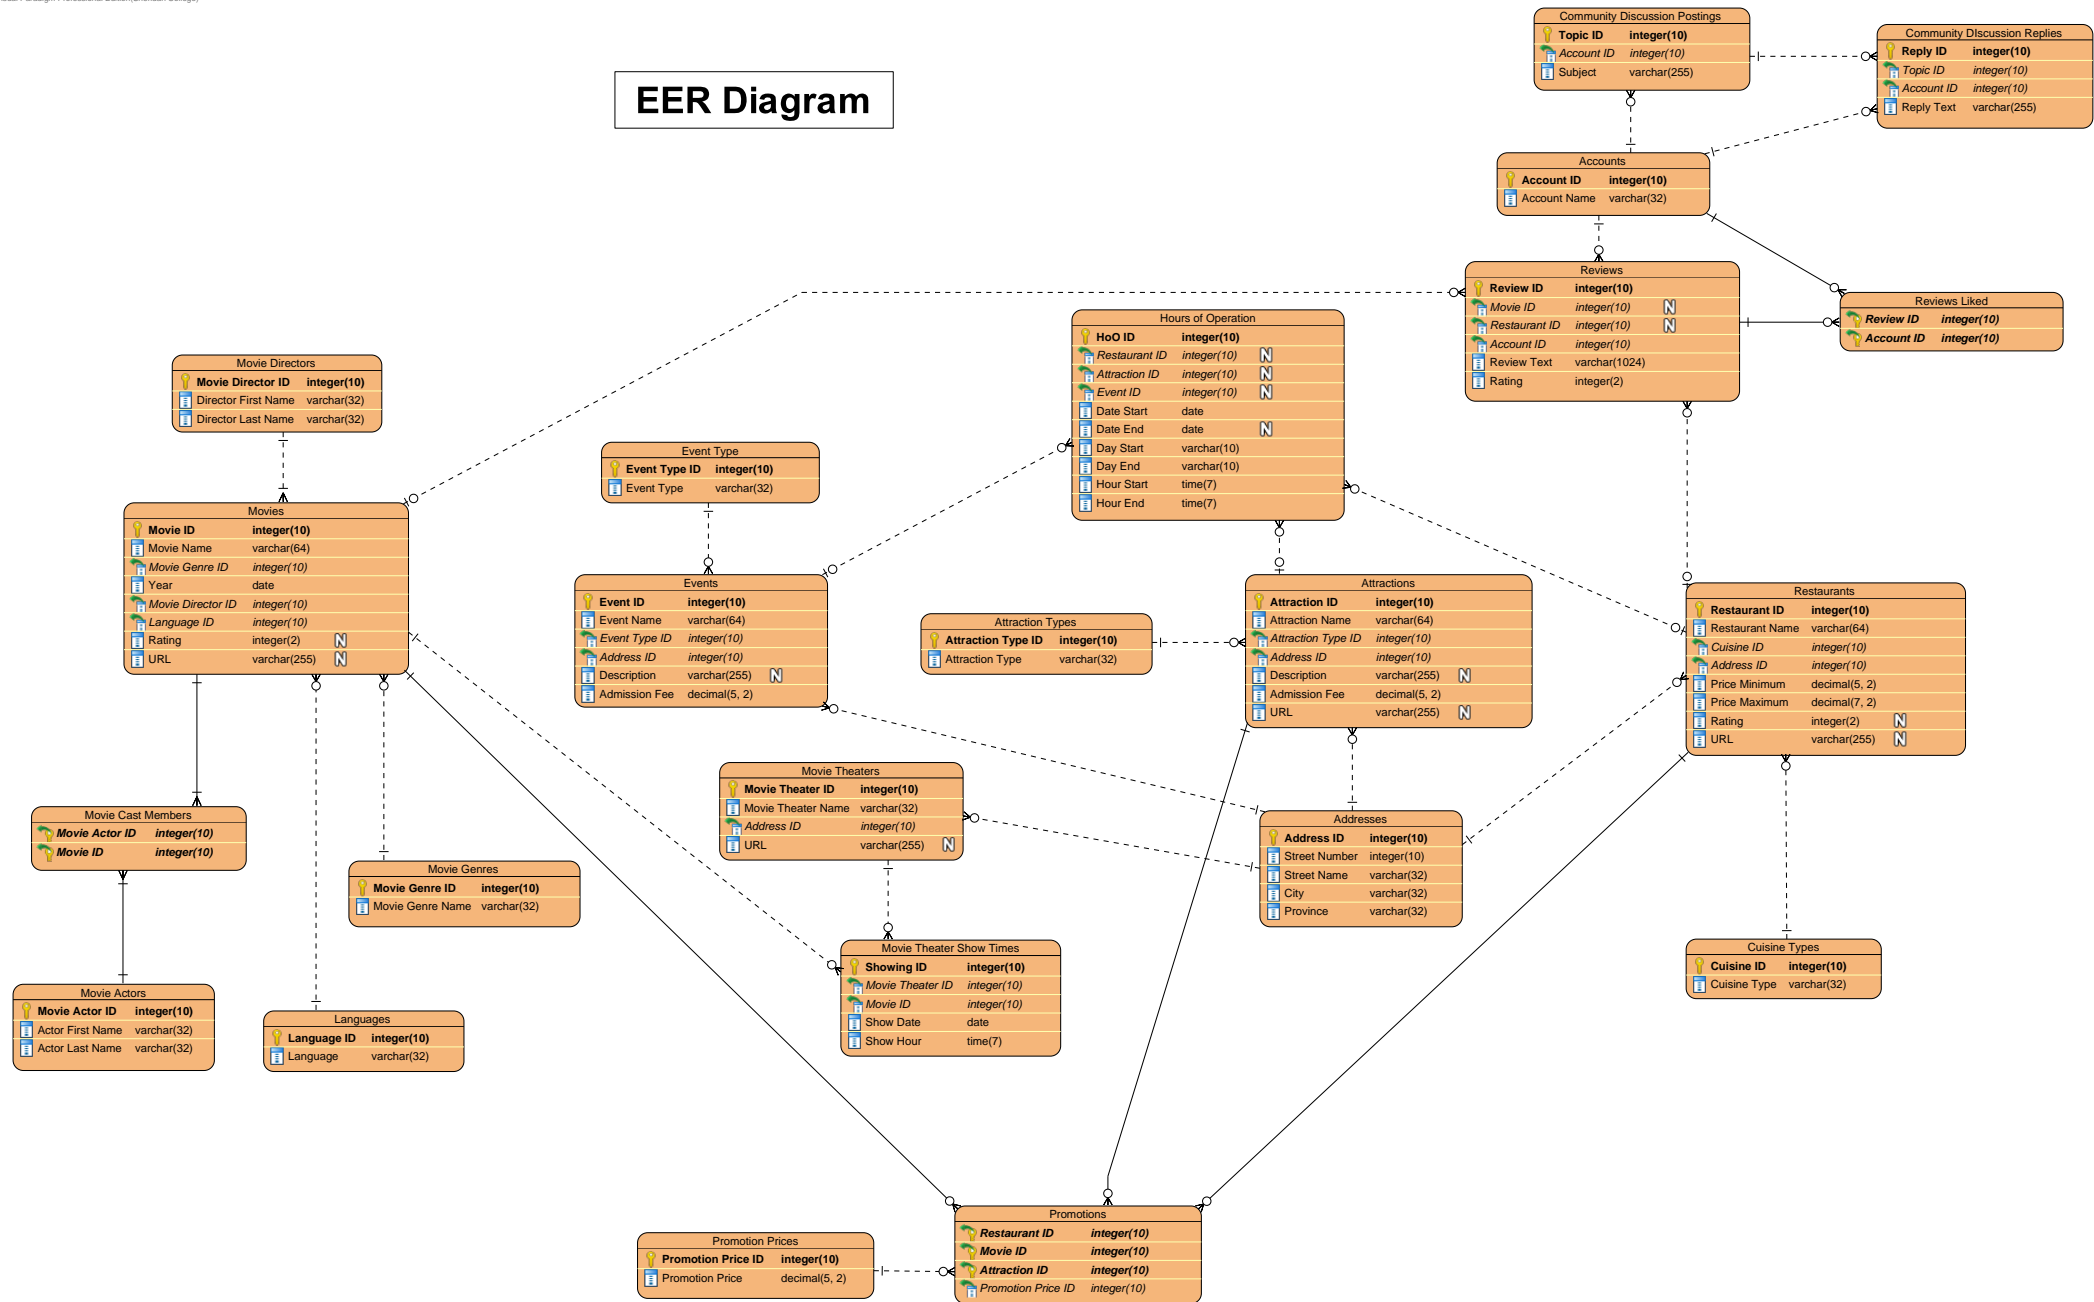 EER Diagram
Community Discussion Postings
Topic ID integer(10)
Account ID integer(10)
Subject varchar(255)
Community DIscussion Replies
Reply ID integer(10)
Topic ID integer(10)
Account ID integer(10)
Reply Text varchar(255)
Accounts
Account ID integer(10)
Account Name varchar(32)
Reviews
Review ID integer(10)
Movie ID integer(10) N
Restaurant ID integer(10) N
Account ID integer(10)
Review Text varchar(1024)
Rating integer(2)
Reviews Liked
Review ID integer(10)
Account ID integer(10)
Hours of Operation
HoO ID integer(10)
Restaurant ID integer(10) N
Attraction ID integer(10) N
Event ID integer(10) N
Date Start date
Date End date N
Day Start varchar(10)
Day End varchar(10)
Hour Start time(7)
Hour End time(7)
Movie Directors
Movie Director ID integer(10)
Director First Name varchar(32)
Director Last Name varchar(32)
Event Type
Event Type ID integer(10)
Event Type varchar(32)
Movies
Movie ID integer(10)
Movie Name varchar(64)
Movie Genre ID integer(10)
Year date
Movie Director ID integer(10)
Language ID integer(10)
Rating integer(2) N
URL varchar(255) N
Events
Event ID integer(10)
Event Name varchar(64)
Event Type ID integer(10)
Address ID integer(10)
Description varchar(255) N
Admission Fee decimal(5, 2)
Attraction Types
Attraction Type ID integer(10)
Attraction Type varchar(32)
Attractions
Attraction ID integer(10)
Attraction Name varchar(64)
Attraction Type ID integer(10)
Address ID integer(10)
Description varchar(255) N
Admission Fee decimal(5, 2)
URL varchar(255) N
Restaurants
Restaurant ID integer(10)
Restaurant Name varchar(64)
Cuisine ID integer(10)
Address ID integer(10)
Price Minimum decimal(5, 2)
Price Maximum decimal(7, 2)
Rating integer(2) N
URL varchar(255) N
Movie Theaters
Movie Theater ID integer(10)
Movie Theater Name varchar(32)
Address ID integer(10)
URL varchar(255) N
Addresses
Address ID integer(10)
Street Number integer(10)
Street Name varchar(32)
City varchar(32)
Province varchar(32)
Movie Cast Members
Movie Actor ID integer(10)
Movie ID integer(10)
Movie Genres
Movie Genre ID integer(10)
Movie Genre Name varchar(32)
Movie Theater Show Times
Showing ID integer(10)
Movie Theater ID integer(10)
Movie ID integer(10)
Show Date date
Show Hour time(7)
Cuisine Types
Cuisine ID integer(10)
Cuisine Type varchar(32)
Movie Actors
Movie Actor ID integer(10)
Actor First Name varchar(32)
Actor Last Name varchar(32)
Languages
Language ID integer(10)
Language varchar(32)
Promotion Prices
Promotion Price ID integer(10)
Promotion Price decimal(5, 2)
Promotions
Restaurant ID integer(10)
Movie ID integer(10)
Attraction ID integer(10)
Promotion Price ID integer(10)